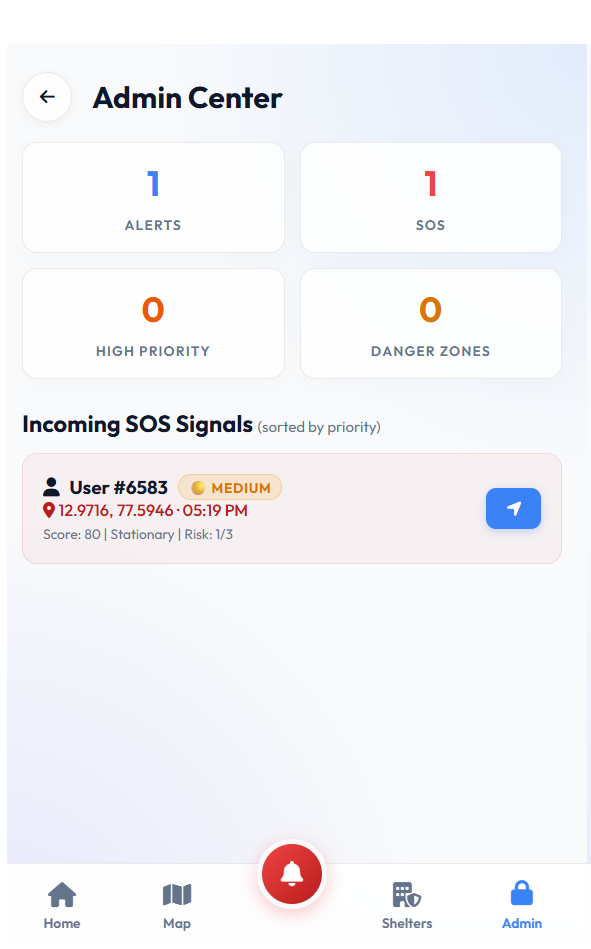 Admin Center
1
ALERTS
1
SOS
0
HIGH PRIORITY
0
DANGER ZONES
Incoming SOS Signals (sorted by priority)
User #6583 MEDIUM
12.9716, 77.5946 · 05:19 PM
Score: 80 | Stationary | Risk: 1/3
Home
Map
Shelters
Admin